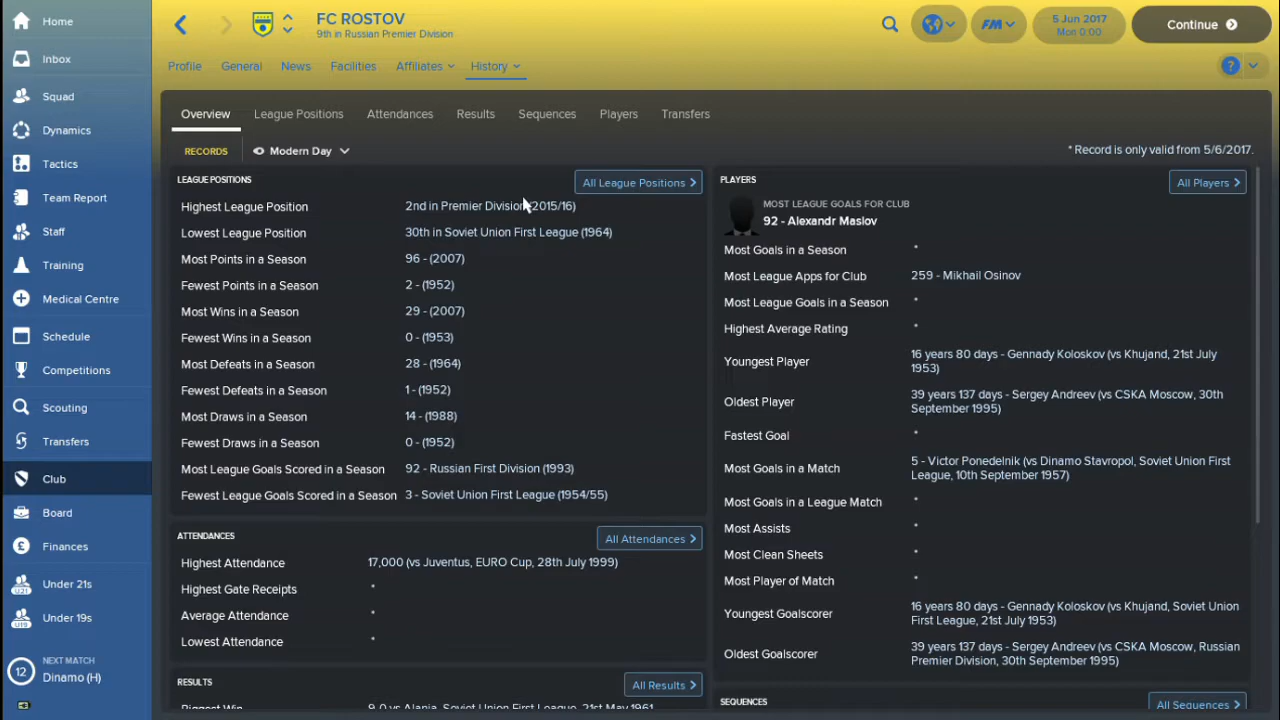 Home
Inbox
Squad
Dynamics
Tactics
Team Report
Staff
Training
Medical Centre
Schedule
Competitions
Scouting
Transfers
Club
Board
Finances
Under 21s
Under 19s
NEXT MATCH
12 Dinamo (H)
FC ROSTOV
9th in Russian Premier Division
FM
5 Jun 2017
Mon 0:00
Continue
Profile General News Facilities Affiliates History
?
Overview League Positions Attendances Results Sequences Players Transfers
RECORDS Modern Day
* Record is only valid from 5/6/2017.
LEAGUE POSITIONS All League Positions
Highest League Position 2nd in Premier Division (2015/16)
Lowest League Position 30th in Soviet Union First League (1964)
Most Points in a Season 96 - (2007)
Fewest Points in a Season 2 - (1952)
Most Wins in a Season 29 - (2007)
Fewest Wins in a Season 0 - (1953)
Most Defeats in a Season 28 - (1964)
Fewest Defeats in a Season 1 - (1952)
Most Draws in a Season 14 - (1988)
Fewest Draws in a Season 0 - (1952)
Most League Goals Scored in a Season 92 - Russian First Division (1993)
Fewest League Goals Scored in a Season 3 - Soviet Union First League (1954/55)
ATTENDANCES All Attendances
Highest Attendance 17,000 (vs Juventus, EURO Cup, 28th July 1999)
Highest Gate Receipts *
Average Attendance *
Lowest Attendance *
RESULTS All Results
Biggest Win 9-0 vs Alania, Soviet Union First League, 21st May 1961
PLAYERS All Players
MOST LEAGUE GOALS FOR CLUB
92 - Alexandr Maslov
Most Goals in a Season *
Most League Apps for Club 259 - Mikhail Osinov
Most League Goals in a Season *
Highest Average Rating *
Youngest Player 16 years 80 days - Gennady Koloskov (vs Khujand, 21st July
1953)
Oldest Player 39 years 137 days - Sergey Andreev (vs CSKA Moscow, 30th
September 1995)
Fastest Goal *
Most Goals in a Match 5 - Victor Ponedelnik (vs Dinamo Stavropol, Soviet Union First
League, 10th September 1957)
Most Goals in a League Match *
Most Assists *
Most Clean Sheets *
Most Player of Match *
Youngest Goalscorer 16 years 80 days - Gennady Koloskov (vs Khujand, Soviet Union
First League, 21st July 1953)
Oldest Goalscorer 39 years 137 days - Sergey Andreev (vs CSKA Moscow, Russian
Premier Division, 30th September 1995)
SEQUENCES All Sequences